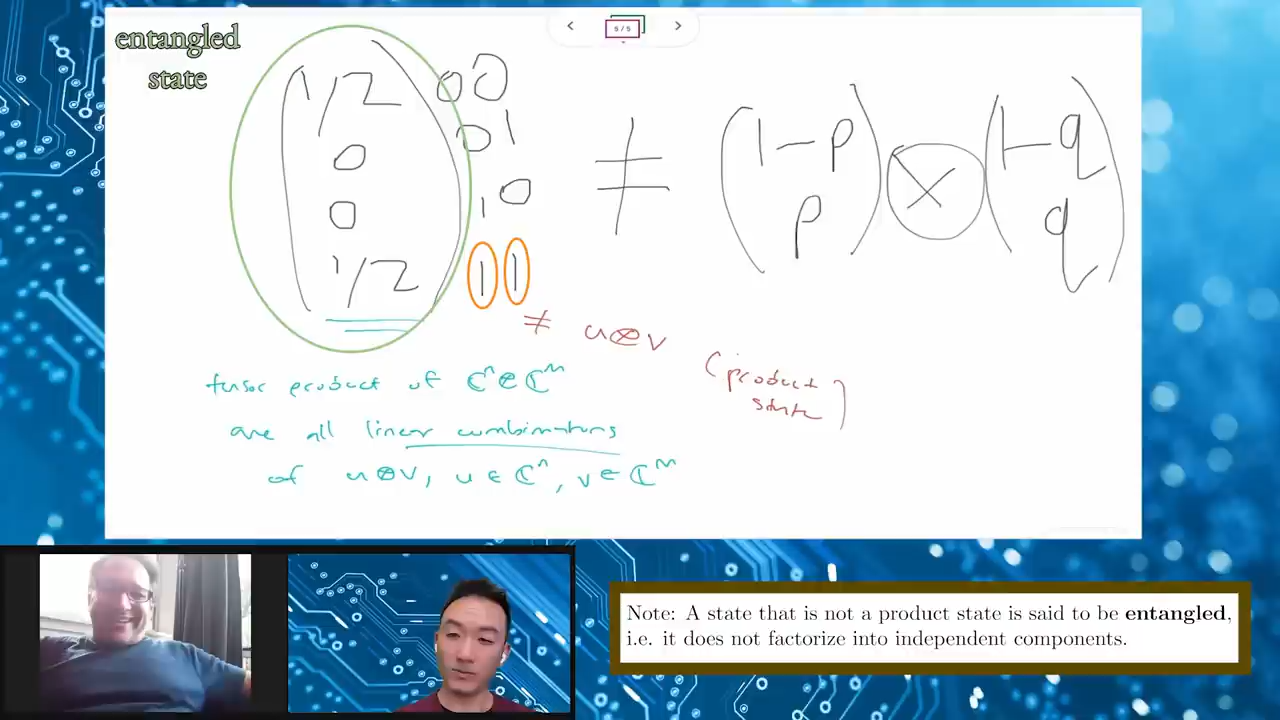 entangled
state
5/5
1/2 00
0 01
0 10
1/2 11
≠
(1-p
p)
⊗
(1-q
q)
≠ u⊗v
(product
state)
tensor product of ℂⁿ⊗ℂᵐ
are all linear combinations
of u⊗v, u∈ℂⁿ, v∈ℂᵐ
Note: A state that is not a product state is said to be entangled,
i.e. it does not factorize into independent components.